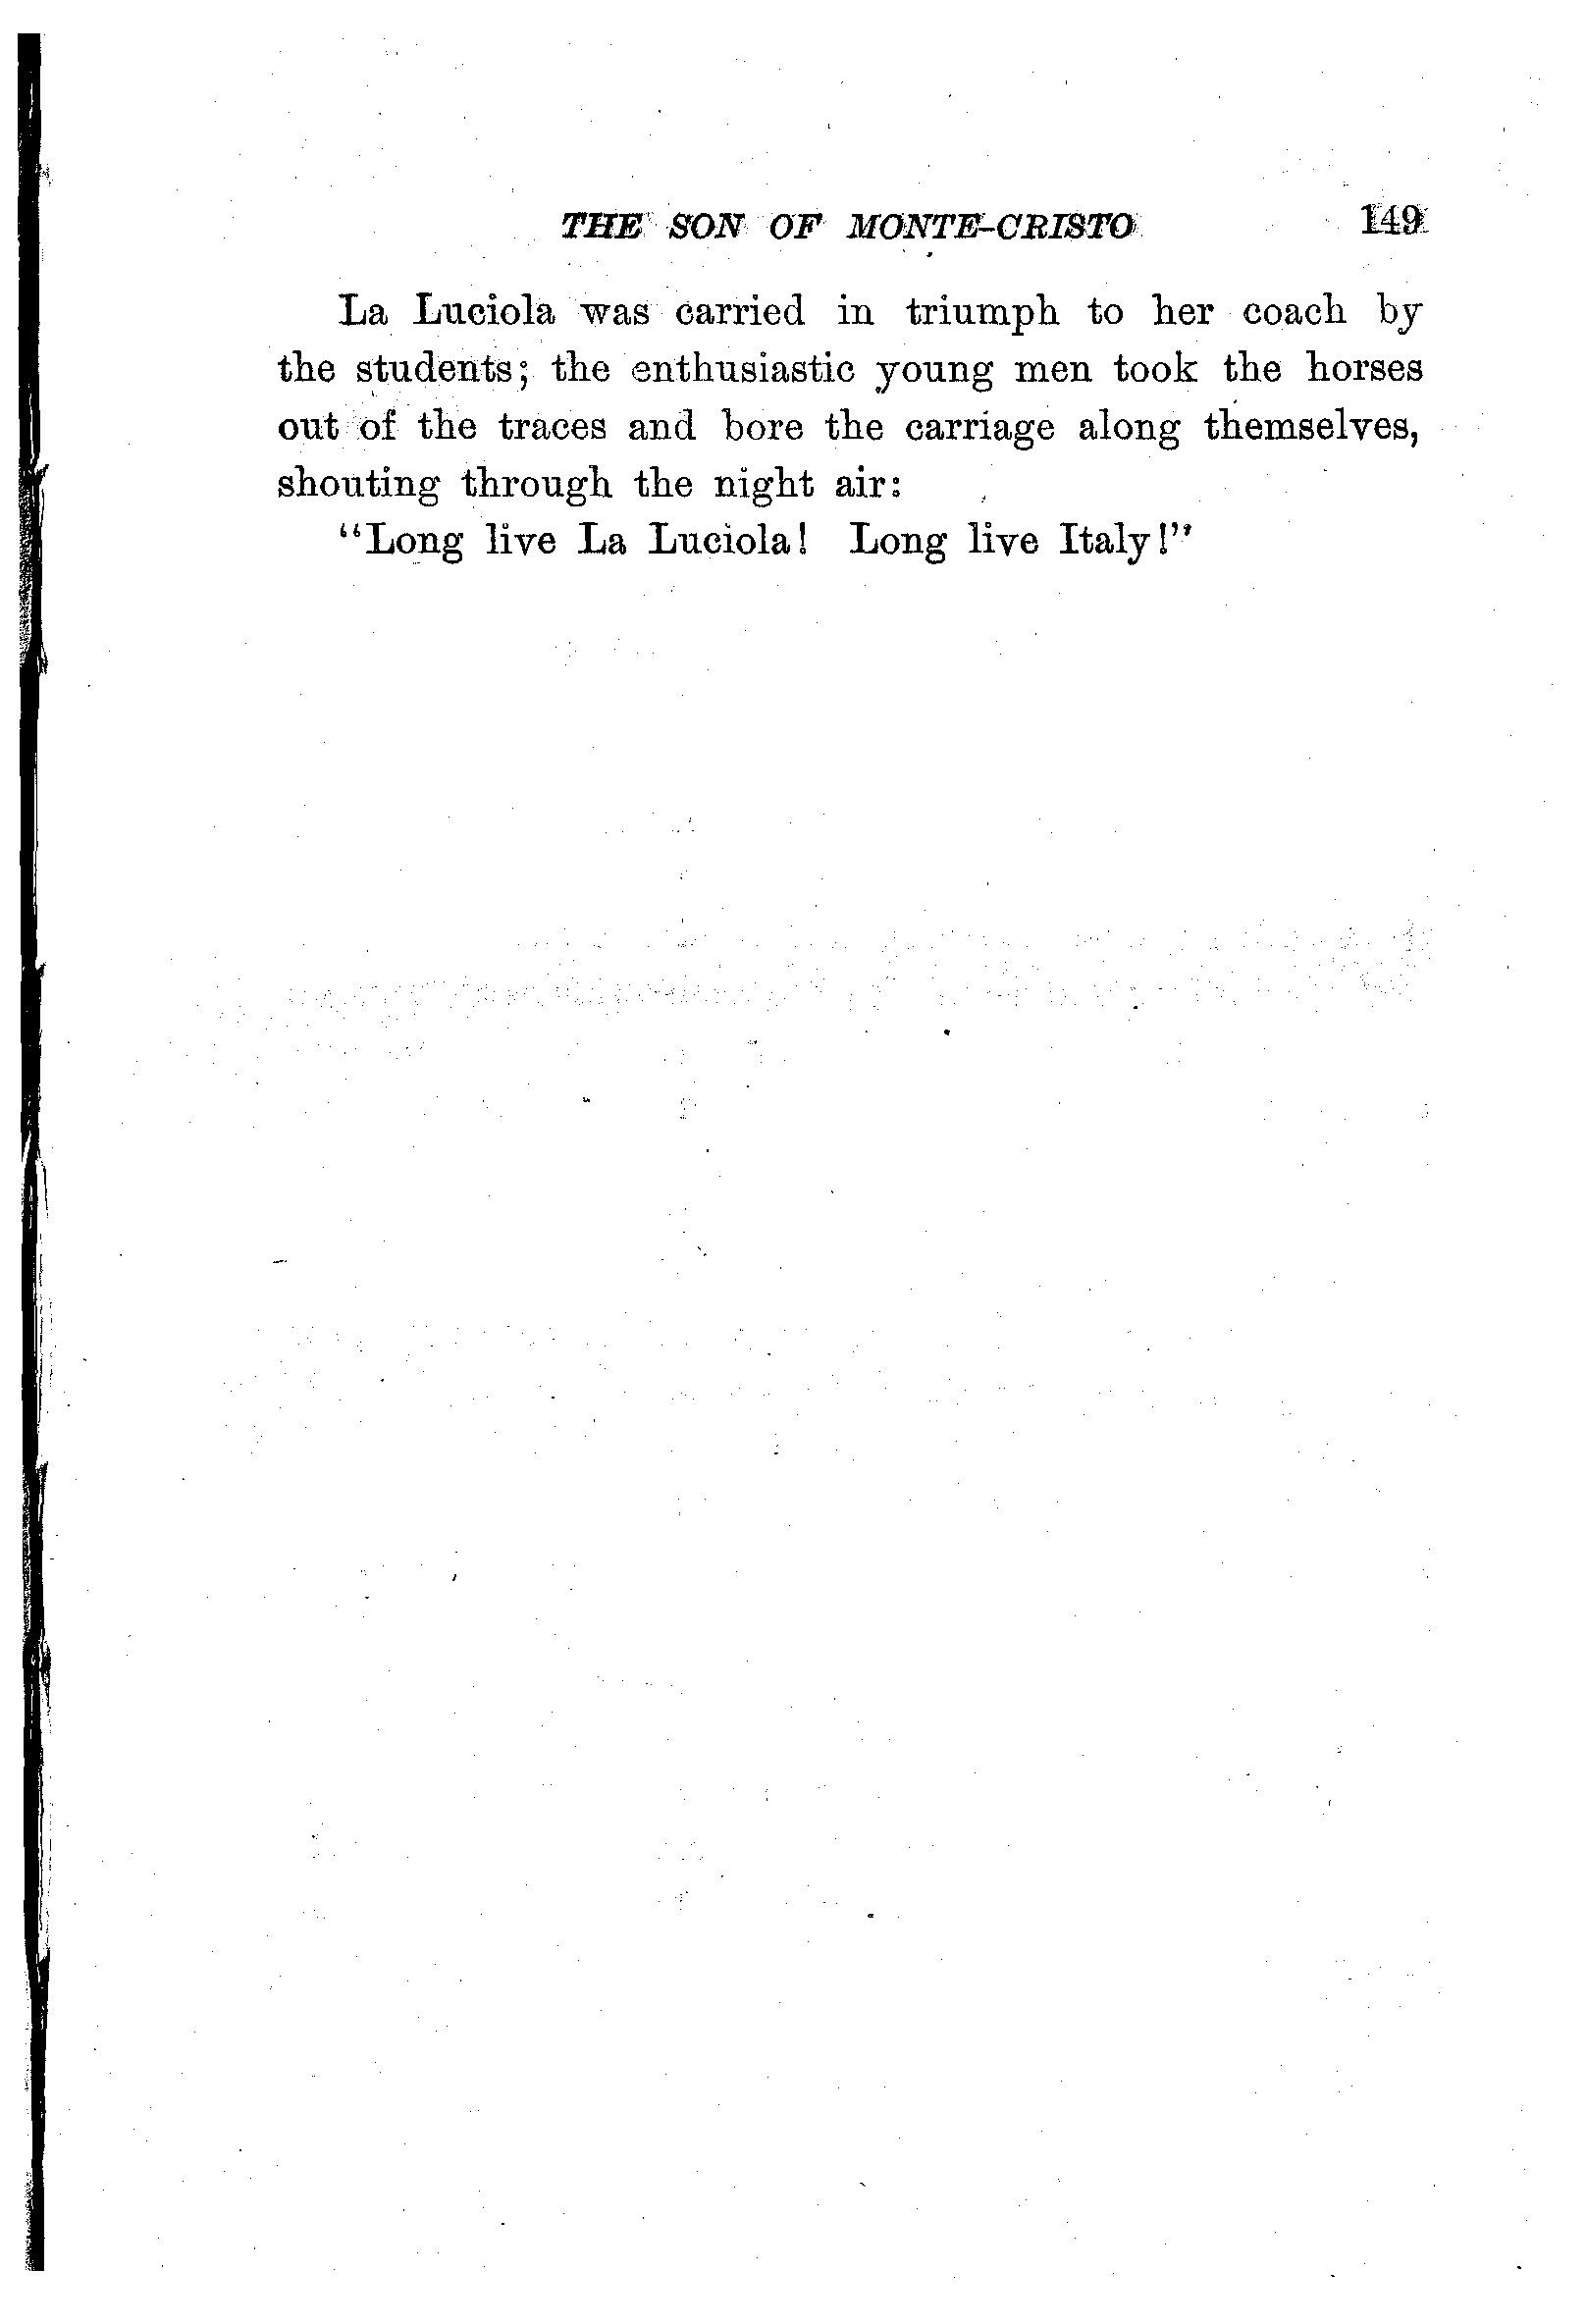 THE SON OF MONTE-CRISTO 149
La Luciola was carried in triumph to her coach by
the students; the enthusiastic young men took the horses
out of the traces and bore the carriage along themselves,
shouting through the night air:
"Long live La Luciola! Long live Italy!"